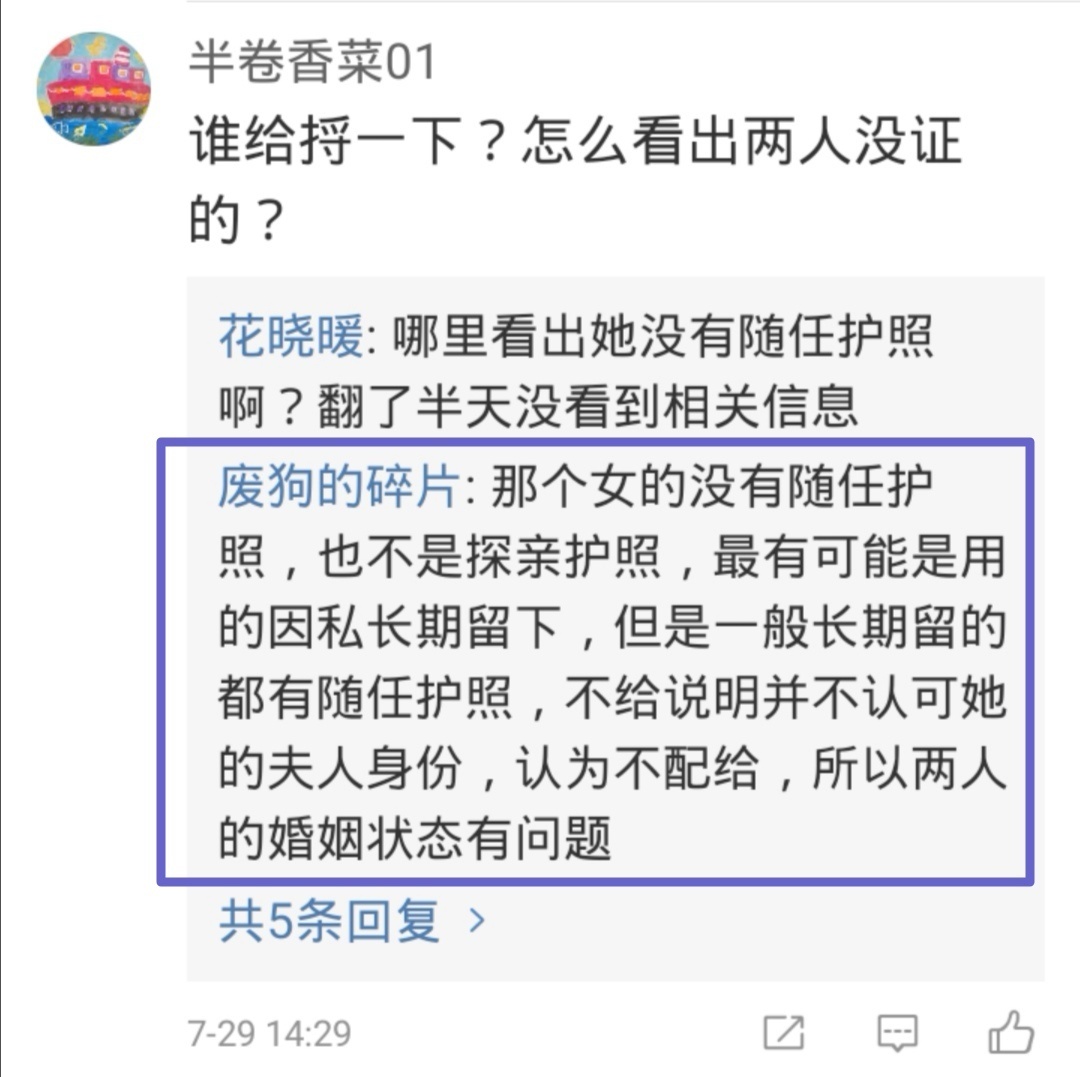 半卷香菜01
谁给捋一下？怎么看出两人没证
的？
花晓暖: 哪里看出她没有随任护照
啊？翻了半天没看到相关信息
废狗的碎片: 那个女的没有随任护
照，也不是探亲护照，最有可能是用
的因私长期留下，但是一般长期留的
都有随任护照，不给说明并不认可她
的夫人身份，认为不配给，所以两人
的婚姻状态有问题
共5条回复 >
7-29 14:29